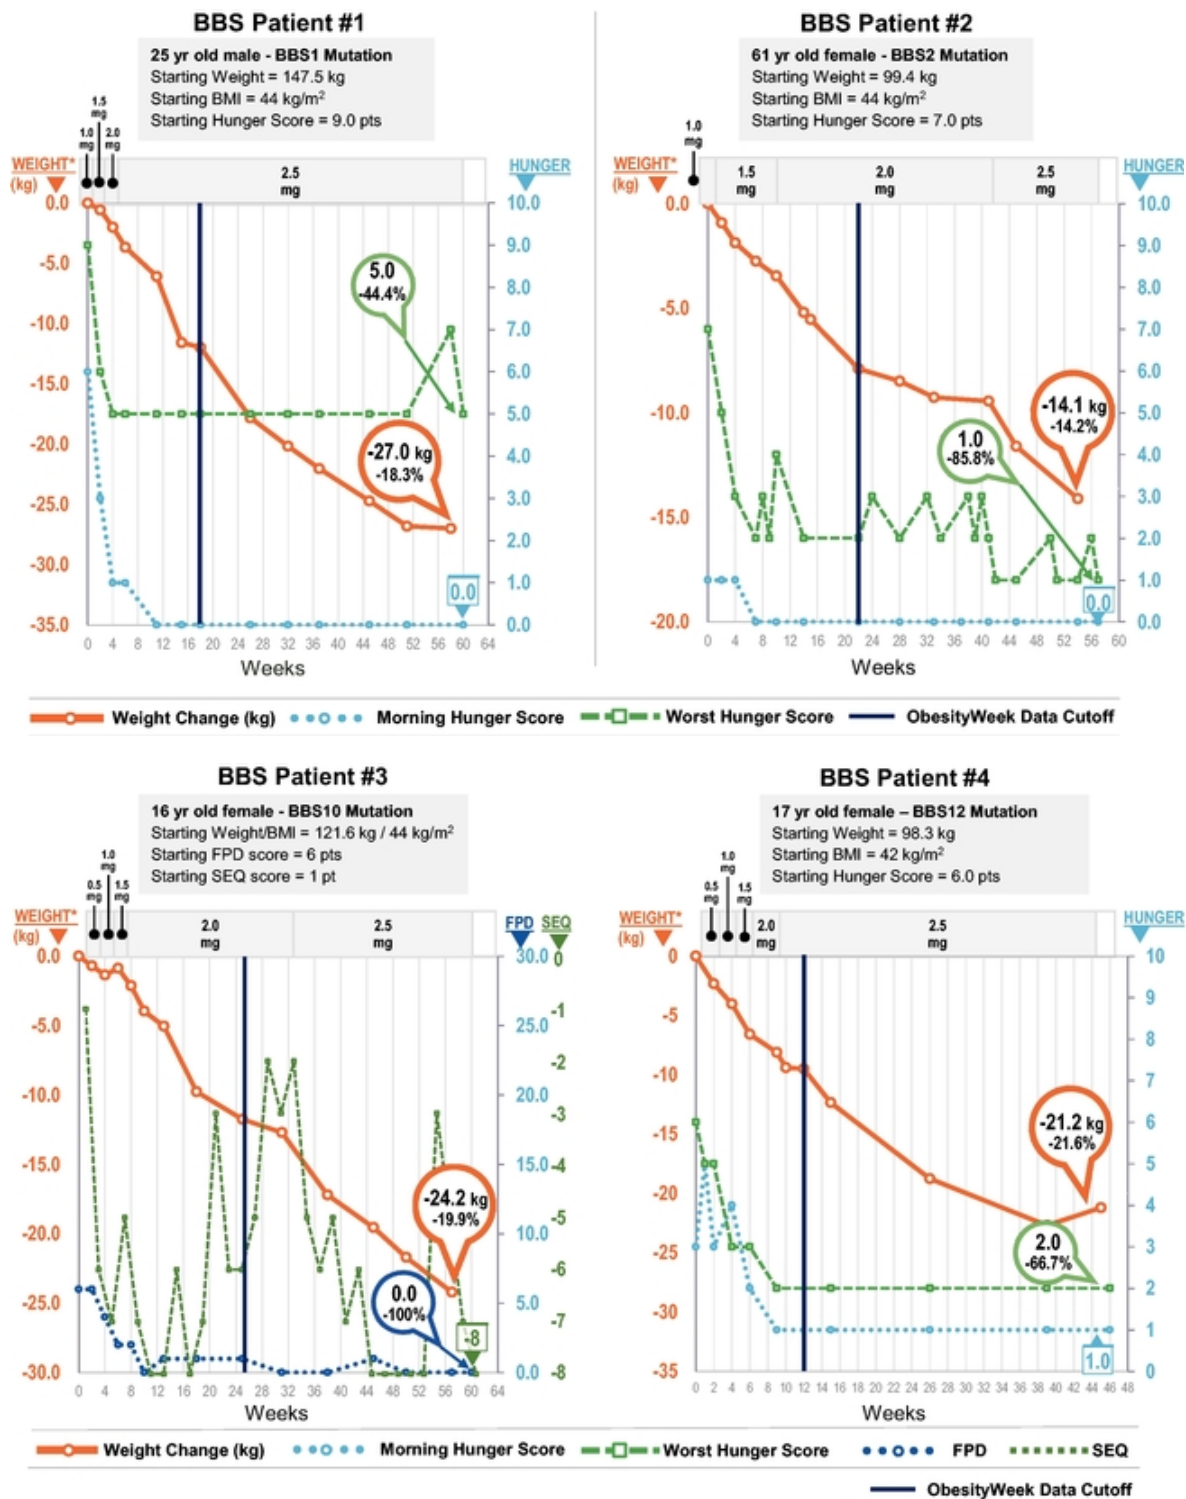 BBS Patient #1
25 yr old male - BBS1 Mutation
Starting Weight = 147.5 kg
Starting BMI = 44 kg/m²
Starting Hunger Score = 9.0 pts
1.0 mg
1.5 mg
2.0 mg
2.5 mg
WEIGHT* (kg)
HUNGER
0.0
-5.0
-10.0
-15.0
-20.0
-25.0
-30.0
-35.0
10.0
9.0
8.0
7.0
6.0
5.0
4.0
3.0
2.0
1.0
0.0
5.0
-44.4%
-27.0 kg
-18.3%
0.0
0 4 8 12 16 20 24 28 32 36 40 44 48 52 56 60 64
Weeks
BBS Patient #2
61 yr old female - BBS2 Mutation
Starting Weight = 99.4 kg
Starting BMI = 44 kg/m²
Starting Hunger Score = 7.0 pts
1.0 mg
1.5 mg
2.0 mg
2.5 mg
WEIGHT* (kg)
HUNGER
0.0
-5.0
-10.0
-15.0
-20.0
10.0
9.0
8.0
7.0
6.0
5.0
4.0
3.0
2.0
1.0
0.0
-14.1 kg
-14.2%
1.0
-85.8%
0.0
0 4 8 12 16 20 24 28 32 36 40 44 48 52 56 60
Weeks
Weight Change (kg) Morning Hunger Score Worst Hunger Score ObesityWeek Data Cutoff
BBS Patient #3
16 yr old female - BBS10 Mutation
Starting Weight/BMI = 121.6 kg / 44 kg/m²
Starting FPD score = 6 pts
Starting SEQ score = 1 pt
0.5 mg
1.0 mg
1.5 mg
2.0 mg
2.5 mg
WEIGHT* (kg)
FPD
SEQ
0.0
-5.0
-10.0
-15.0
-20.0
-25.0
-30.0
30.0
25.0
20.0
15.0
10.0
5.0
0.0
0
-1
-2
-3
-4
-5
-6
-7
-8
-24.2 kg
-19.9%
0.0
-100%
-8
0 4 8 12 16 20 24 28 32 36 40 44 48 52 56 60 64
Weeks
BBS Patient #4
17 yr old female – BBS12 Mutation
Starting Weight = 98.3 kg
Starting BMI = 42 kg/m²
Starting Hunger Score = 6.0 pts
0.5 mg
1.0 mg
1.5 mg
2.0 mg
2.5 mg
WEIGHT* (kg)
HUNGER
0
-5
-10
-15
-20
-25
-30
-35
10
9
8
7
6
5
4
3
2
1
0
-21.2 kg
-21.6%
2.0
-66.7%
1.0
0 2 4 6 8 10 12 14 16 18 20 22 24 26 28 30 32 34 36 38 40 42 44 46 48
Weeks
Weight Change (kg) Morning Hunger Score Worst Hunger Score FPD SEQ
ObesityWeek Data Cutoff